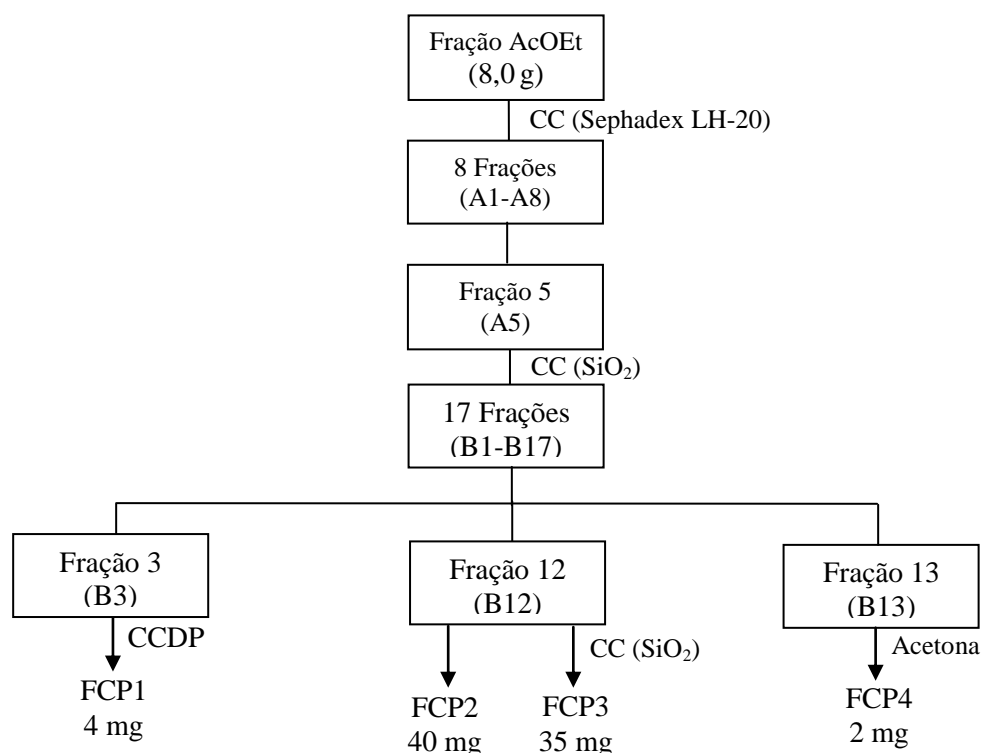 Fração AcOEt
(8,0 g)
CC (Sephadex LH-20)
8 Frações
(A1-A8)
Fração 5
(A5)
CC (SiO₂)
17 Frações
(B1-B17)
Fração 3
(B3)
Fração 12
(B12)
Fração 13
(B13)
CCDP
CC (SiO₂)
Acetona
FCP1
4 mg
FCP2
40 mg
FCP3
35 mg
FCP4
2 mg